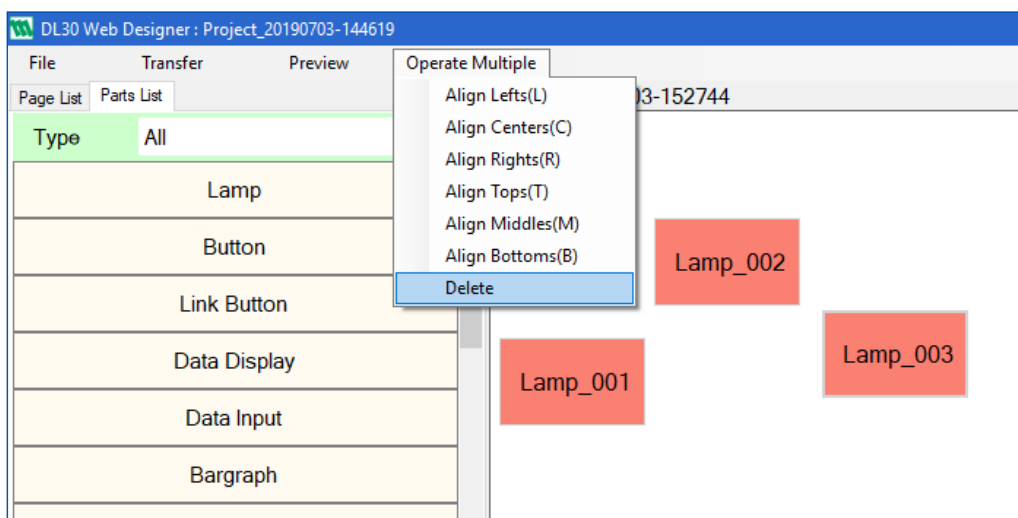 DL30 Web Designer : Project_20190703-144619
File Transfer Preview Operate Multiple
Page List Parts List
03-152744
Type All
Lamp
Button
Link Button
Data Display
Data Input
Bargraph
Align Lefts(L)
Align Centers(C)
Align Rights(R)
Align Tops(T)
Align Middles(M)
Align Bottoms(B)
Delete
Lamp_002
Lamp_003
Lamp_001